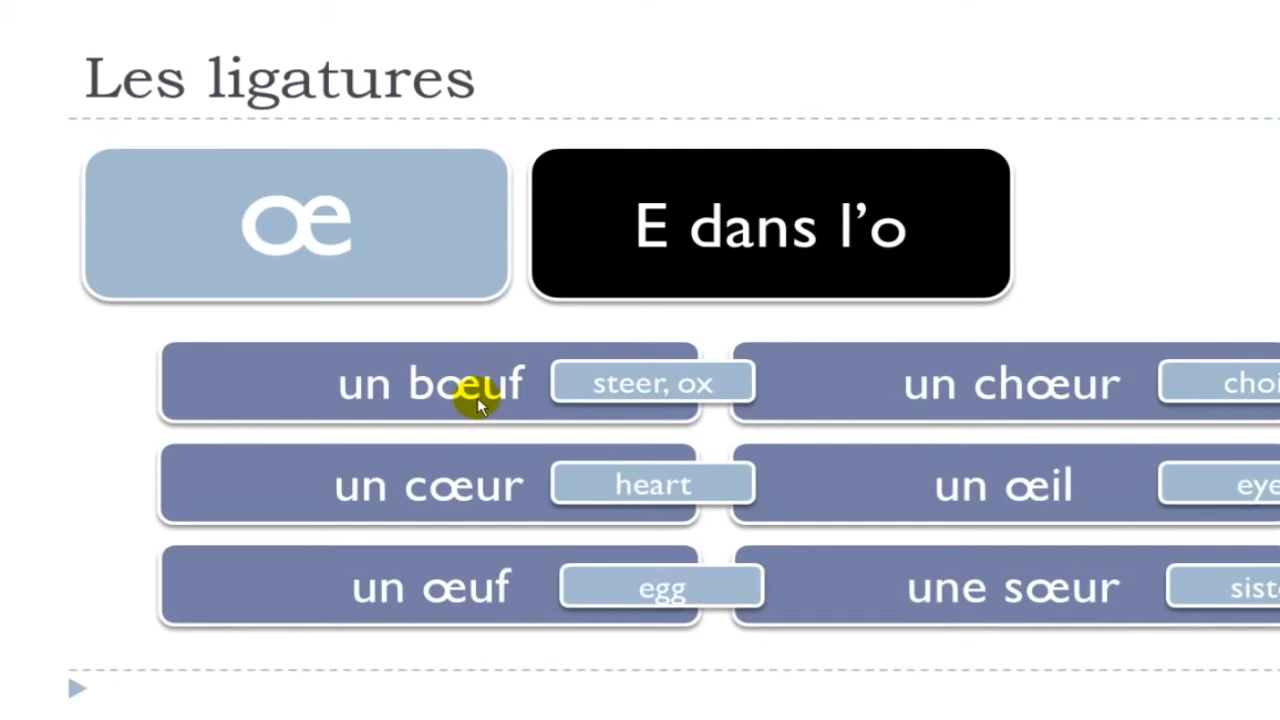 Les ligatures
œ
E dans l’o
un bœuf steer, ox un chœur
un cœur heart un œil eye
un œuf egg une sœur